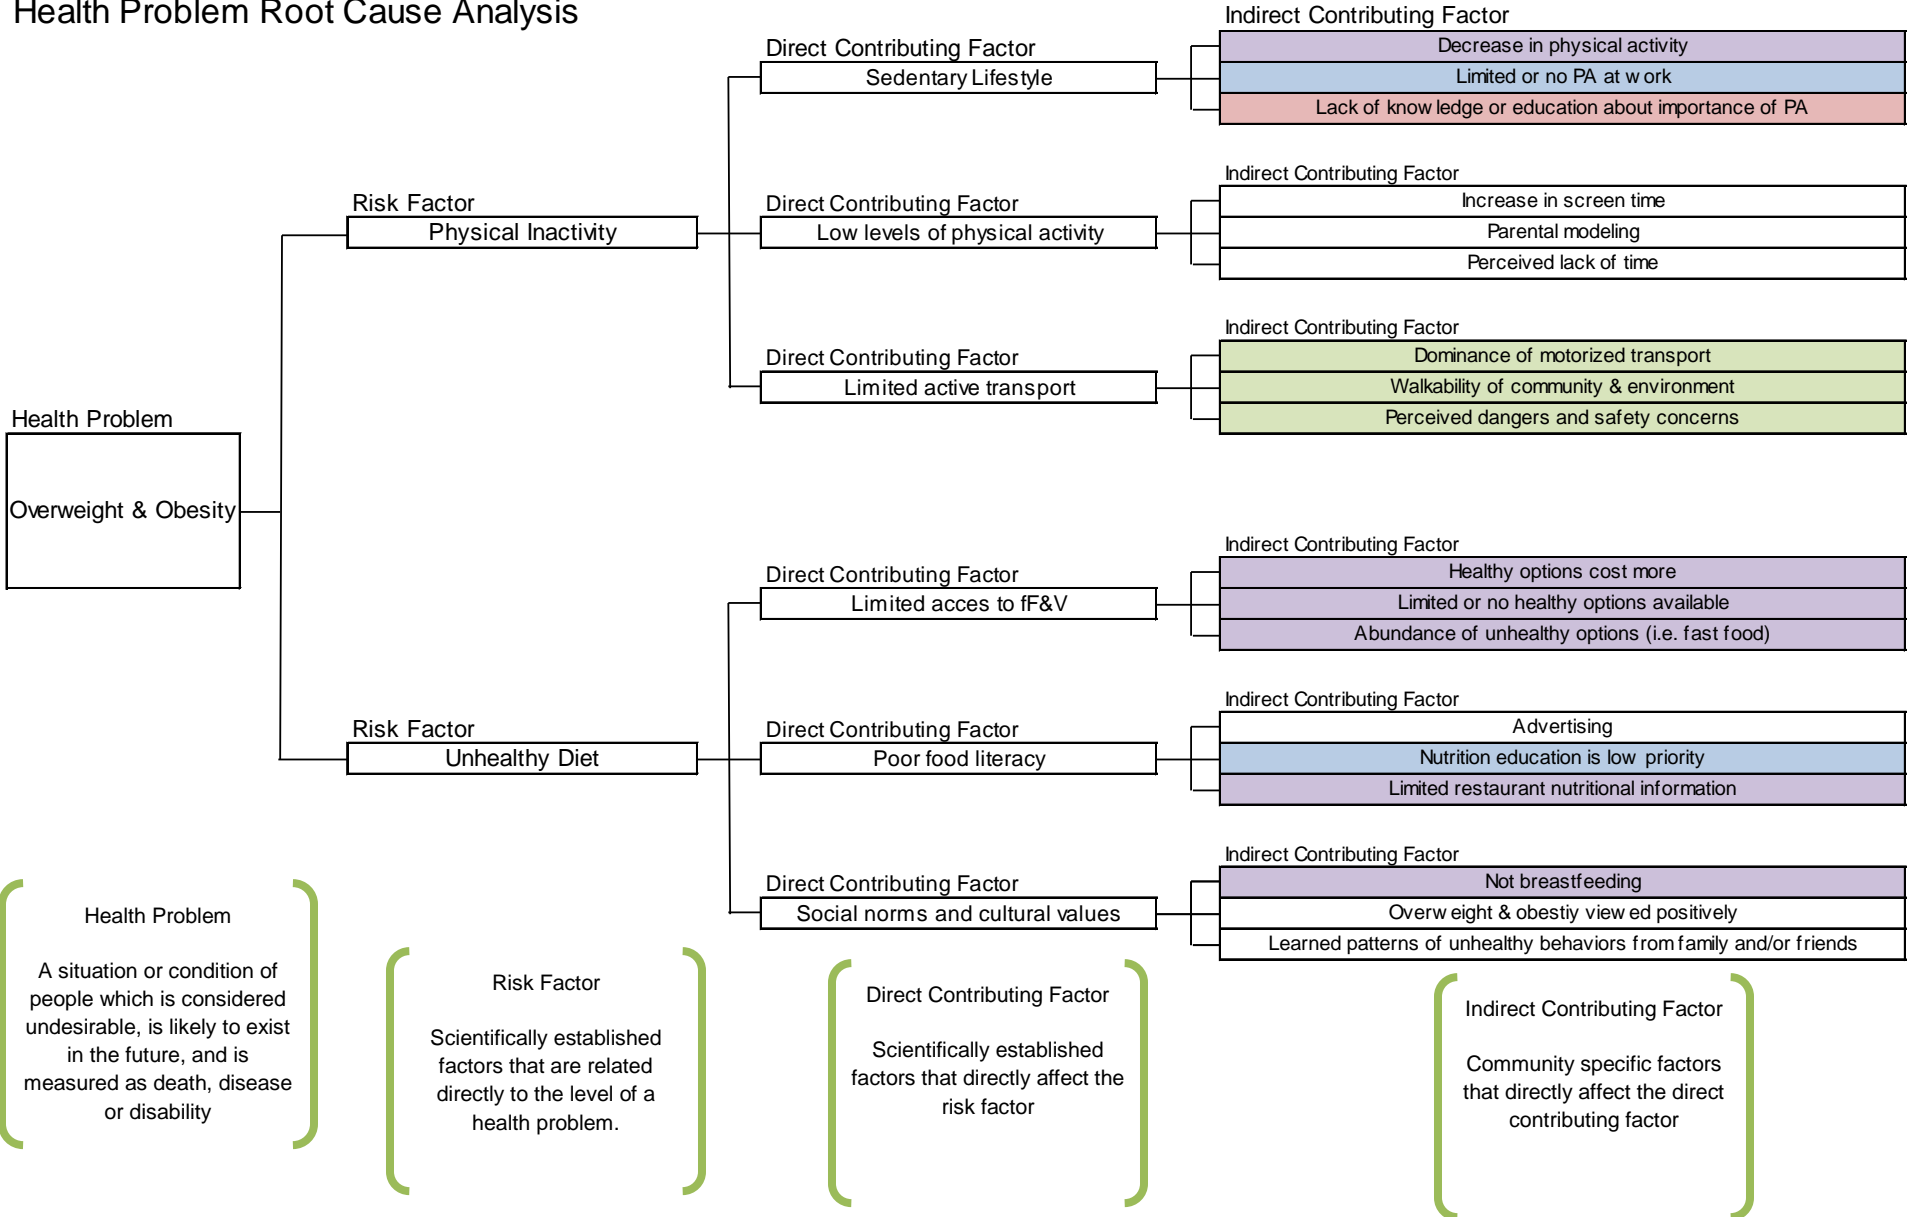 Health Problem Root Cause Analysis
Indirect Contributing Factor
Direct Contributing Factor
Decrease in physical activity
Sedentary Lifestyle
Limited or no PA at work
Lack of knowledge or education about importance of PA
Indirect Contributing Factor
Risk Factor
Direct Contributing Factor
Increase in screen time
Physical Inactivity
Low levels of physical activity
Parental modeling
Perceived lack of time
Indirect Contributing Factor
Direct Contributing Factor
Dominance of motorized transport
Limited active transport
Walkability of community & environment
Perceived dangers and safety concerns
Health Problem
Overweight & Obesity
Indirect Contributing Factor
Direct Contributing Factor
Healthy options cost more
Limited acces to fF&V
Limited or no healthy options available
Abundance of unhealthy options (i.e. fast food)
Indirect Contributing Factor
Risk Factor
Direct Contributing Factor
Advertising
Unhealthy Diet
Poor food literacy
Nutrition education is low priority
Limited restaurant nutritional information
Indirect Contributing Factor
Direct Contributing Factor
Not breastfeeding
Social norms and cultural values
Overweight & obestiy viewed positively
Learned patterns of unhealthy behaviors from family and/or friends
Health Problem
A situation or condition of
people which is considered
undesirable, is likely to exist
in the future, and is
measured as death, disease
or disability
Risk Factor
Scientifically established
factors that are related
directly to the level of a
health problem.
Direct Contributing Factor
Scientifically established
factors that directly affect the
risk factor
Indirect Contributing Factor
Community specific factors
that directly affect the direct
contributing factor